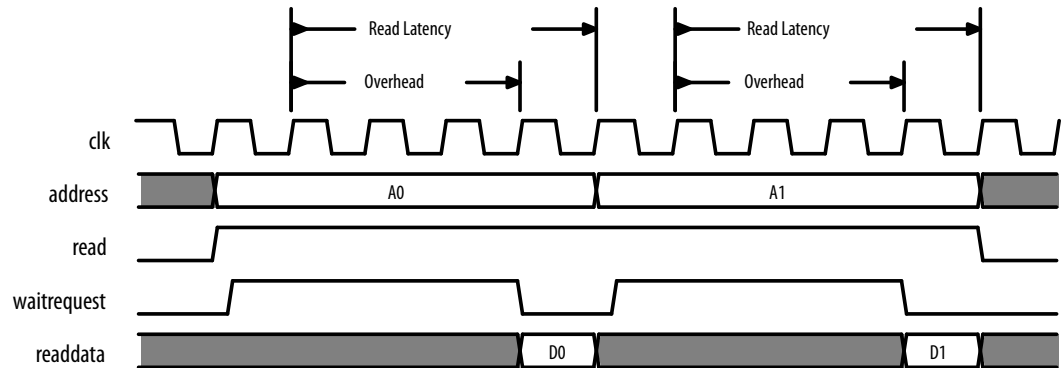 Read Latency Read Latency
Overhead Overhead
clk
address A0 A1
read
waitrequest
readdata D0 D1